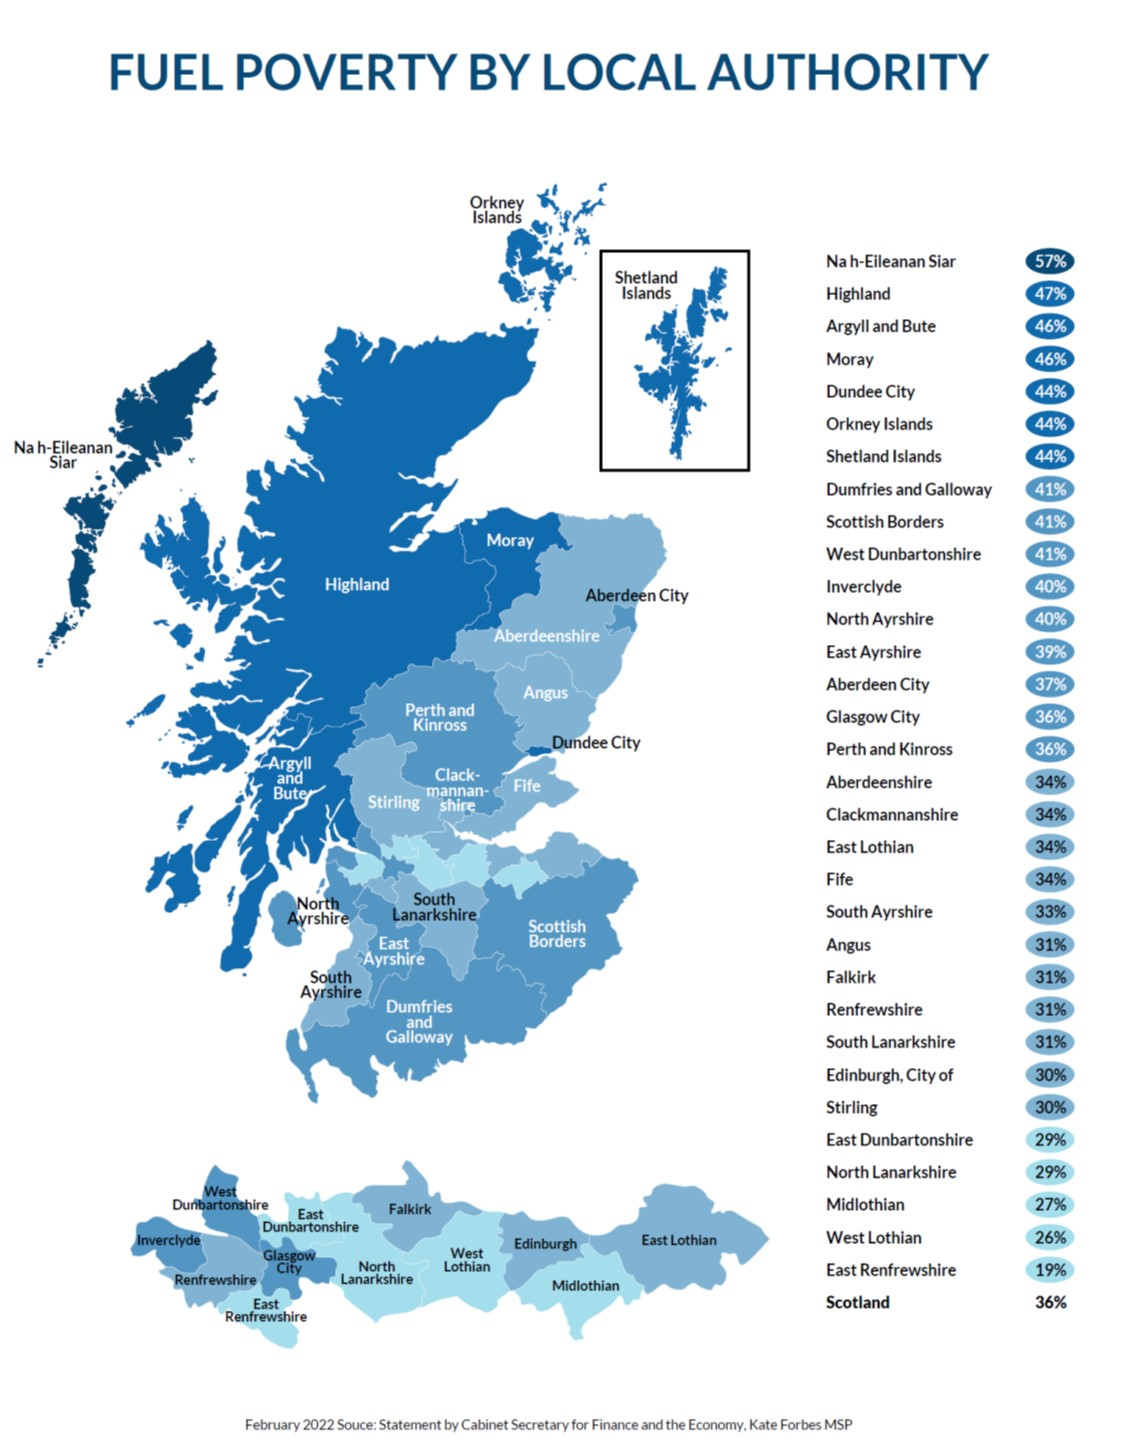 FUEL POVERTY BY LOCAL AUTHORITY
Orkney
Islands
Shetland
Islands
Na h-Eileanan
Siar
Moray
Highland
Aberdeen City
Aberdeenshire
Angus
Perth and
Kinross
Dundee City
Argyll
and
Bute
Clack-
mannan-
shire
Fife
Stirling
North
Ayrshire
South
Lanarkshire
Scottish
Borders
East
Ayrshire
South
Ayrshire
Dumfries
and
Galloway
West
Dunbartonshire
East
Dunbartonshire
Falkirk
Inverclyde
Glasgow
City
Renfrewshire
North
Lanarkshire
West
Lothian
Edinburgh
East Lothian
Midlothian
East
Renfrewshire
Na h-Eileanan Siar 57%
Highland 47%
Argyll and Bute 46%
Moray 46%
Dundee City 44%
Orkney Islands 44%
Shetland Islands 44%
Dumfries and Galloway 41%
Scottish Borders 41%
West Dunbartonshire 41%
Inverclyde 40%
North Ayrshire 40%
East Ayrshire 39%
Aberdeen City 37%
Glasgow City 36%
Perth and Kinross 36%
Aberdeenshire 34%
Clackmannanshire 34%
East Lothian 34%
Fife 34%
South Ayrshire 33%
Angus 31%
Falkirk 31%
Renfrewshire 31%
South Lanarkshire 31%
Edinburgh, City of 30%
Stirling 30%
East Dunbartonshire 29%
North Lanarkshire 29%
Midlothian 27%
West Lothian 26%
East Renfrewshire 19%
Scotland 36%
February 2022 Souce: Statement by Cabinet Secretary for Finance and the Economy, Kate Forbes MSP